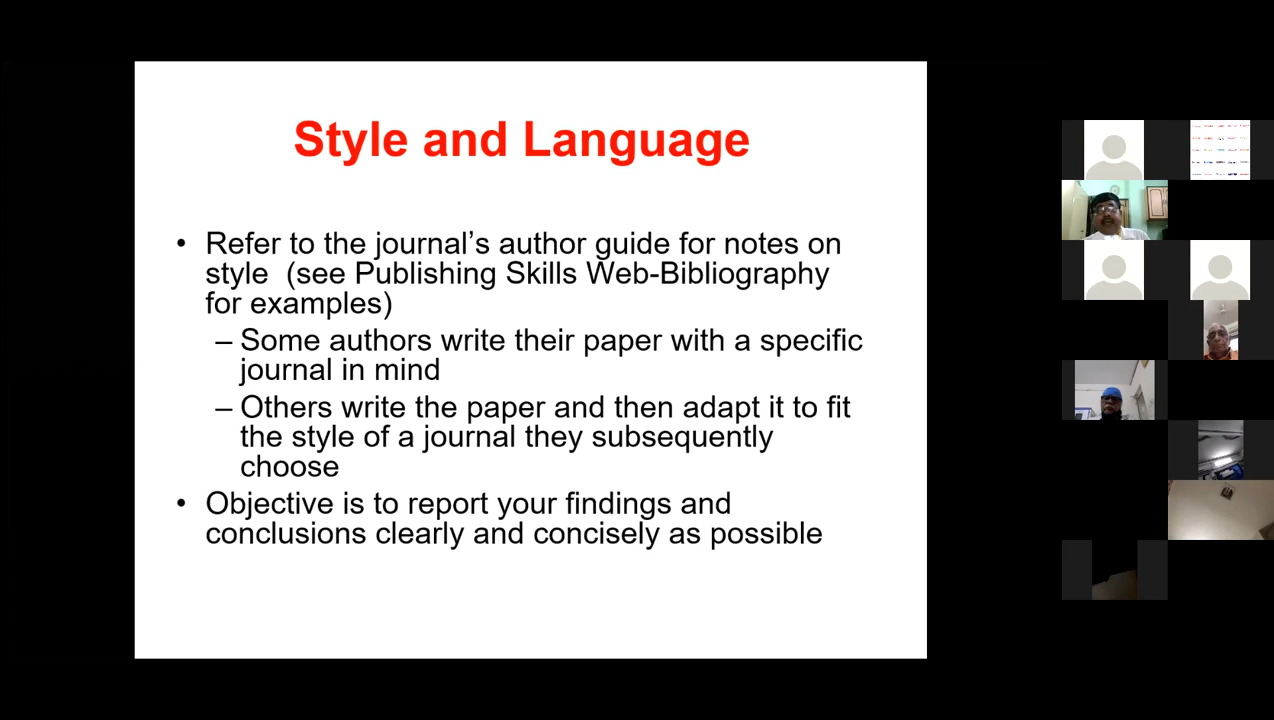 Style and Language
• Refer to the journal's author guide for notes on
style  (see Publishing Skills Web-Bibliography
for examples)
– Some authors write their paper with a specific
journal in mind
– Others write the paper and then adapt it to fit
the style of a journal they subsequently
choose
• Objective is to report your findings and
conclusions clearly and concisely as possible